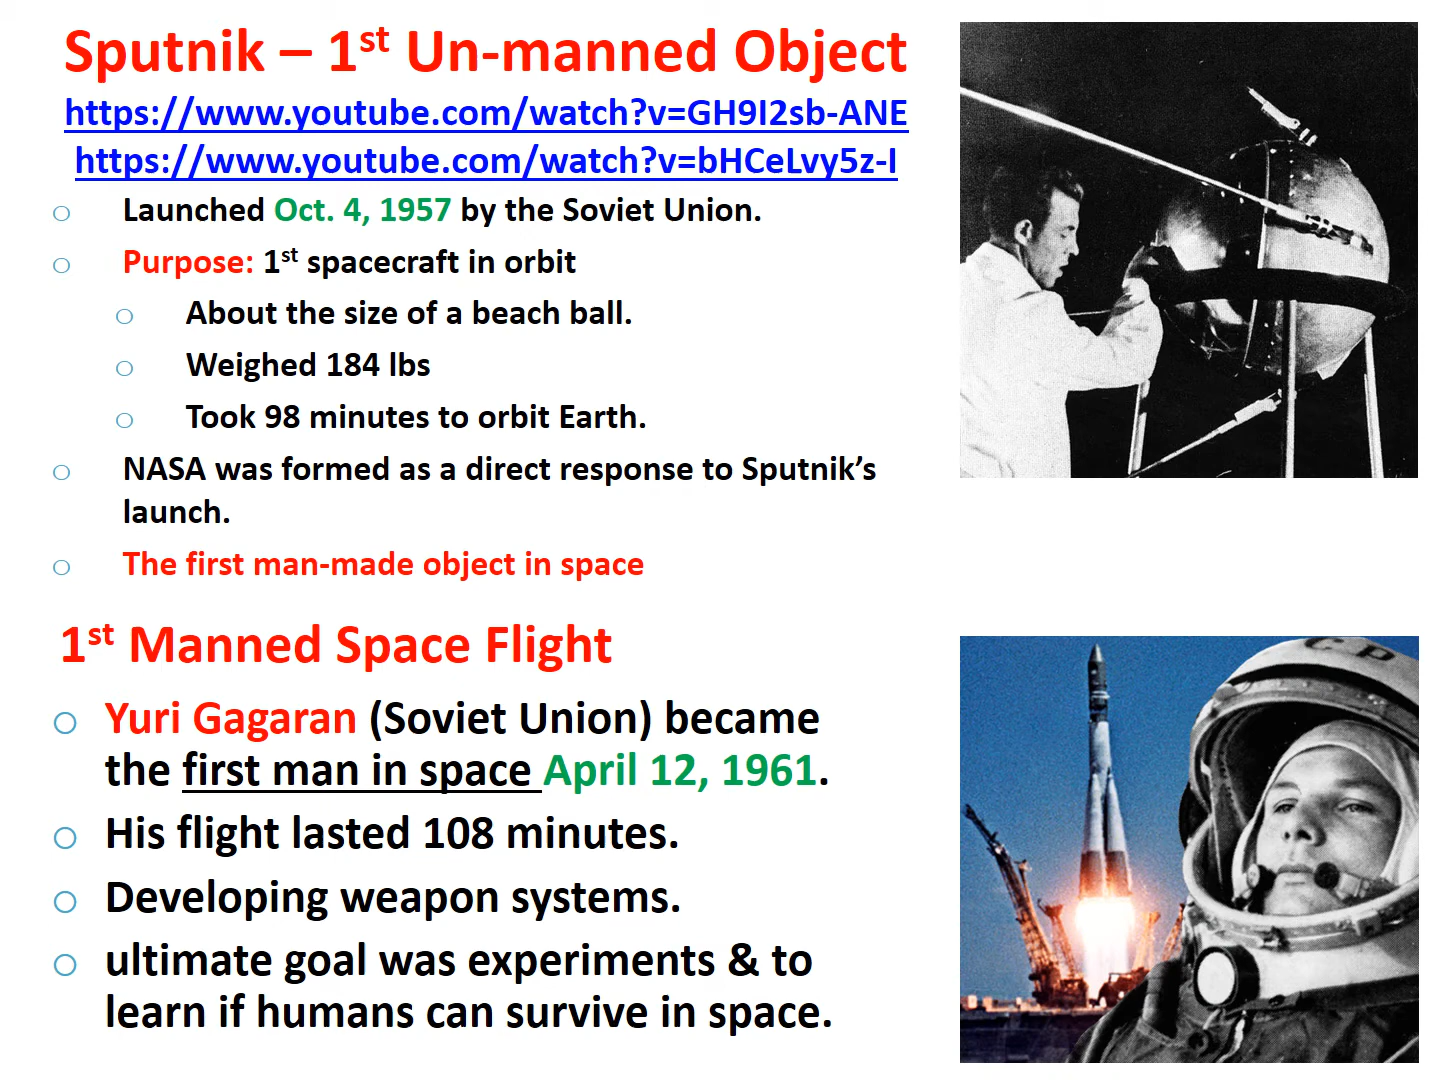 Sputnik – 1st Un-manned Object
https://www.youtube.com/watch?v=GH9I2sb-ANE
https://www.youtube.com/watch?v=bHCeLvy5z-I
Launched Oct. 4, 1957 by the Soviet Union.
Purpose: 1st spacecraft in orbit
About the size of a beach ball.
Weighed 184 lbs
Took 98 minutes to orbit Earth.
NASA was formed as a direct response to Sputnik’s
launch.
The first man-made object in space
1st Manned Space Flight
Yuri Gagaran (Soviet Union) became
the first man in space April 12, 1961.
His flight lasted 108 minutes.
Developing weapon systems.
ultimate goal was experiments & to
learn if humans can survive in space.